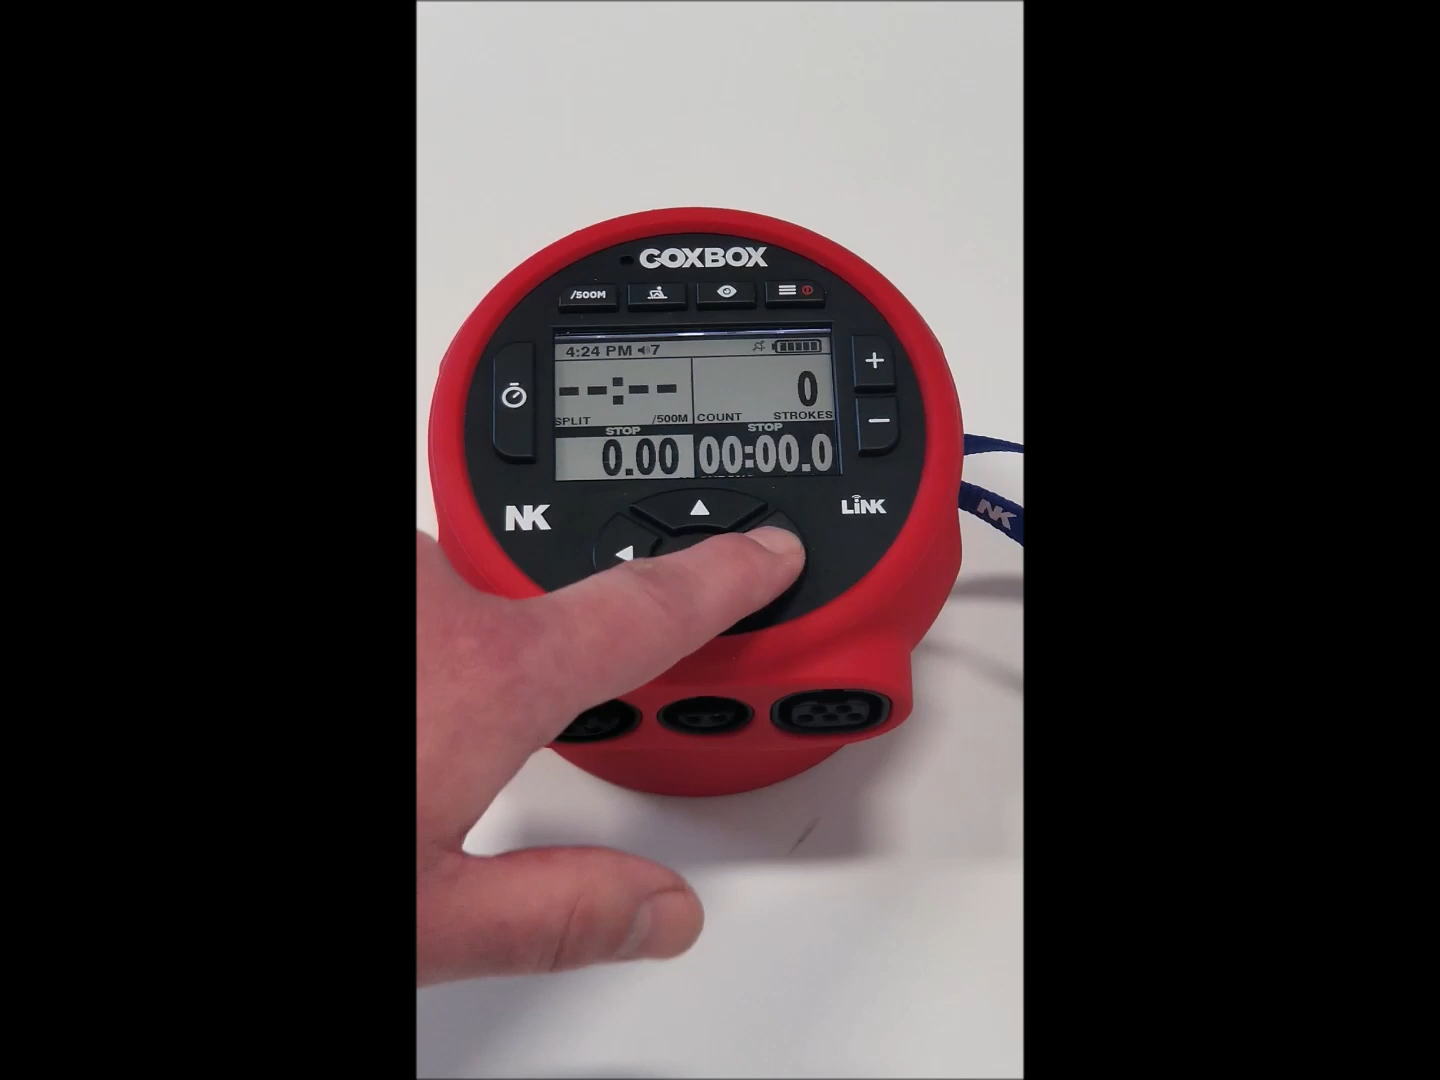 COXBOX
/500M
4:24 PM 7
--:-- 0
SPLIT /500M COUNT STROKES
STOP STOP
0.00 00:00.0
NK LiNK
NK